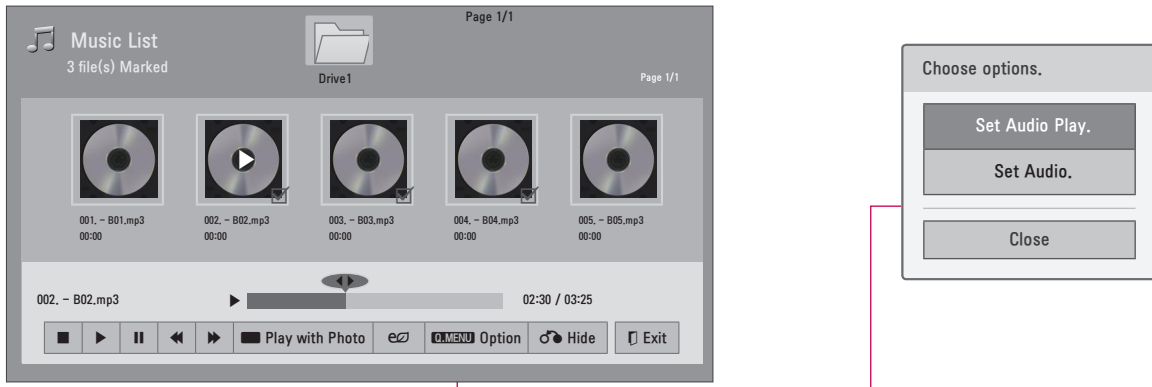 Page 1/1
Music List
3 file(s) Marked
Drive1
Page 1/1
001. - B01.mp3
00:00
002. - B02.mp3
00:00
003. - B03.mp3
00:00
004. - B04.mp3
00:00
005. - B05.mp3
00:00
002. - B02.mp3
02:30 / 03:25
Play with Photo
Q.MENU Option
Hide
Exit
Choose options.
Set Audio Play.
Set Audio.
Close